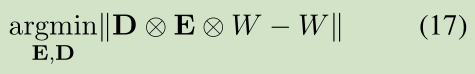 argmin‖D ⊗ E ⊗ W − W‖ (17)
E,D